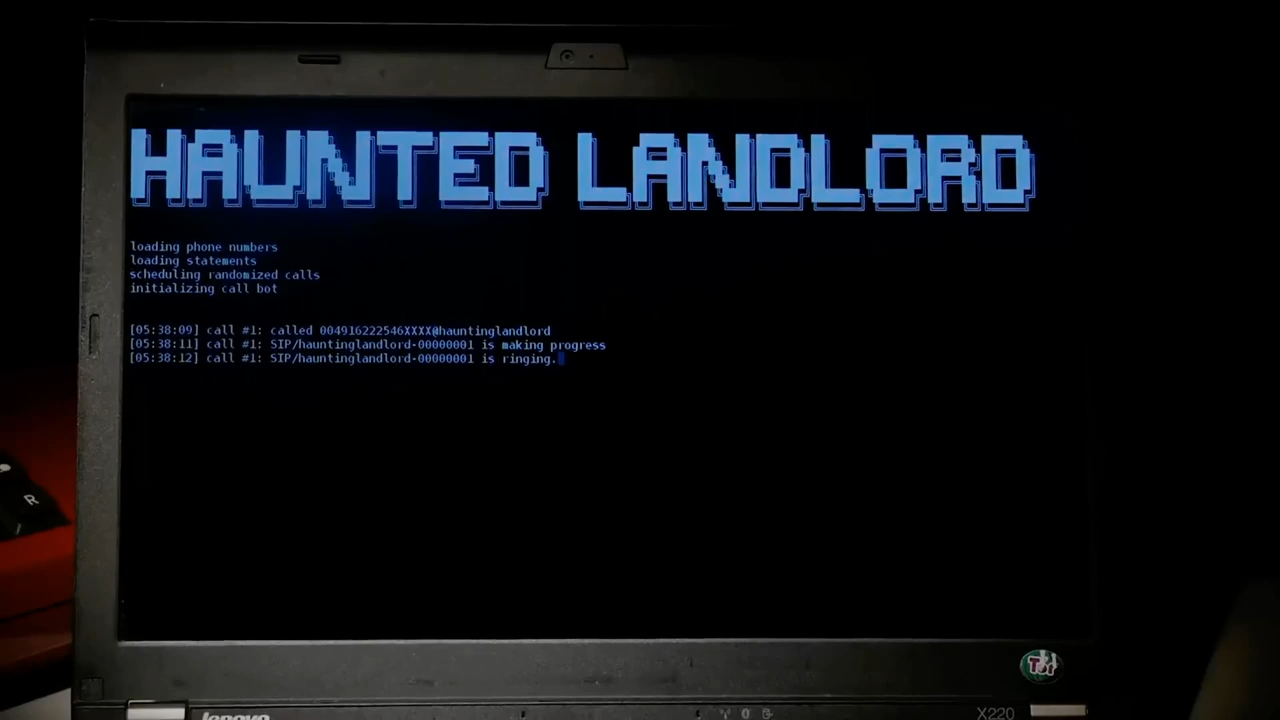 HAUNTED LANDLORD
loading phone numbers
loading statements
scheduling randomized calls
initializing call bot
[05:38:09] call #1: called 004916222546XXXX@hauntinglandlord
[05:38:11] call #1: SIP/hauntinglandlord-00000001 is making progress
[05:38:12] call #1: SIP/hauntinglandlord-00000001 is ringing.
R
Tor
lenovo
X220